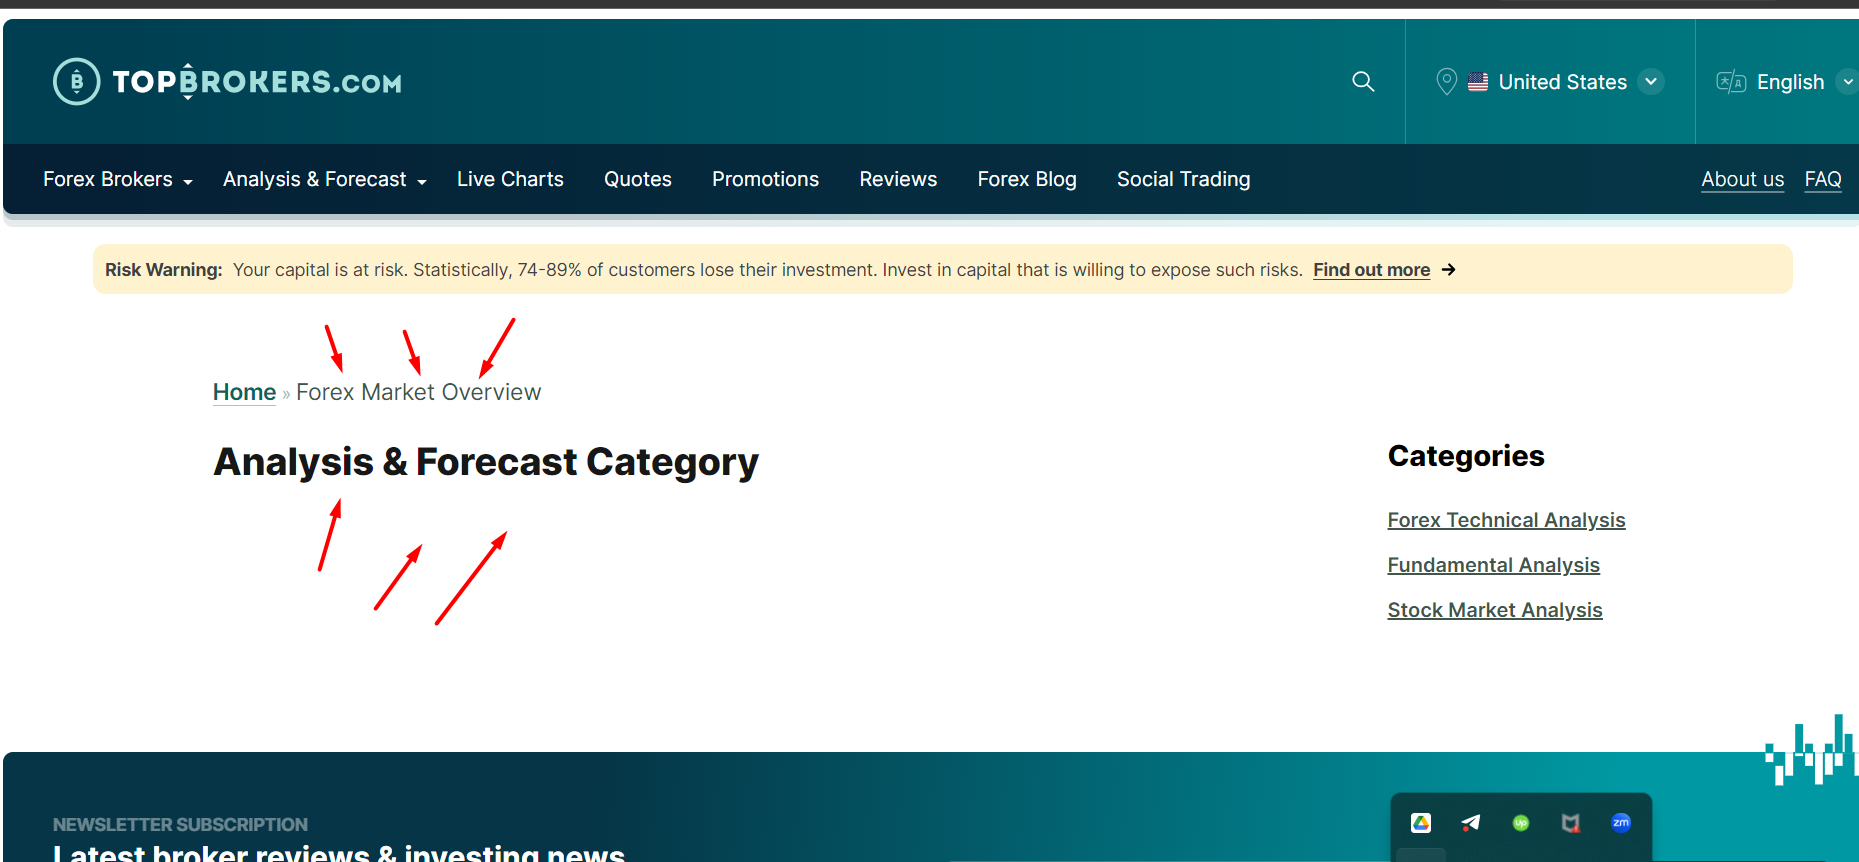 TOPBROKERS.COM
United States
English
Forex Brokers Analysis & Forecast Live Charts Quotes Promotions Reviews Forex Blog Social Trading About us FAQ
Risk Warning: Your capital is at risk. Statistically, 74-89% of customers lose their investment. Invest in capital that is willing to expose such risks. Find out more →
Home » Forex Market Overview
Analysis & Forecast Category
Categories
Forex Technical Analysis
Fundamental Analysis
Stock Market Analysis
NEWSLETTER SUBSCRIPTION
Latest broker reviews & investing news
up
zm